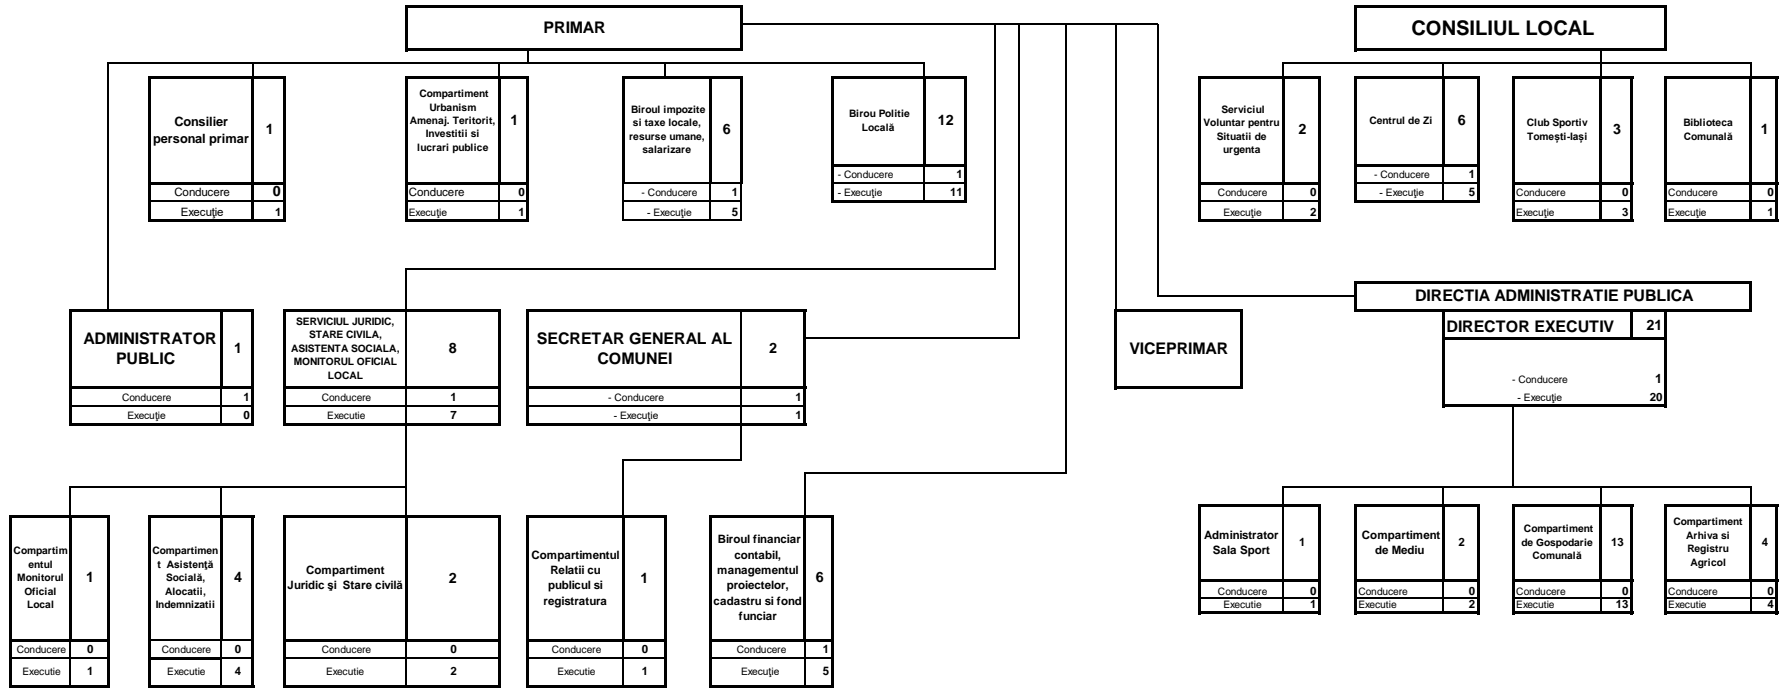 PRIMAR
CONSILIUL LOCAL
Consilier
personal primar
1
Conducere 0
Execuţie 1
Compartiment
Urbanism
Amenaj. Teritorit,
Investitii si
lucrari publice
1
Conducere 0
Execuţie 1
Biroul impozite
si taxe locale,
resurse umane,
salarizare
6
- Conducere 1
- Execuţie 5
Birou Politie
Locală
12
- Conducere 1
- Execuţie 11
Serviciul
Voluntar pentru
Situatii de
urgenta
2
Conducere 0
Execuţie 2
Centrul de Zi
6
- Conducere 1
- Execuţie 5
Club Sportiv
Tomești-Iași
3
Conducere 0
Execuţie 3
Biblioteca
Comunală
1
Conducere 0
Execuţie 1
ADMINISTRATOR
PUBLIC
1
Conducere 1
Execuţie 0
SERVICIUL JURIDIC,
STARE CIVILA,
ASISTENTA SOCIALA,
MONITORUL OFICIAL
LOCAL
8
Conducere 1
Executie 7
SECRETAR GENERAL AL
COMUNEI
2
- Conducere 1
- Execuţie 1
VICEPRIMAR
DIRECTIA ADMINISTRATIE PUBLICA
DIRECTOR EXECUTIV 21
- Conducere 1
- Execuţie 20
Compartim
entul
Monitorul
Oficial
Local
1
Conducere 0
Executie 1
Compartimen
t Asistenţă
Socială,
Alocatii,
Indemnizatii
4
Conducere 0
Executie 4
Compartiment
Juridic şi Stare civilă
2
Conducere 0
Executie 2
Compartimentul
Relatii cu
publicul si
registratura
1
Conducere 0
Executie 1
Biroul financiar
contabil,
managementul
proiectelor,
cadastru si fond
funciar
6
Conducere 1
Execuţie 5
Administrator
Sala Sport
1
Conducere 0
Executie 1
Compartiment
de Mediu
2
Conducere 0
Executie 2
Compartiment
de Gospodarie
Comunală
13
Conducere 0
Executie 13
Compartiment
Arhiva si
Registru
Agricol
4
Conducere 0
Executie 4